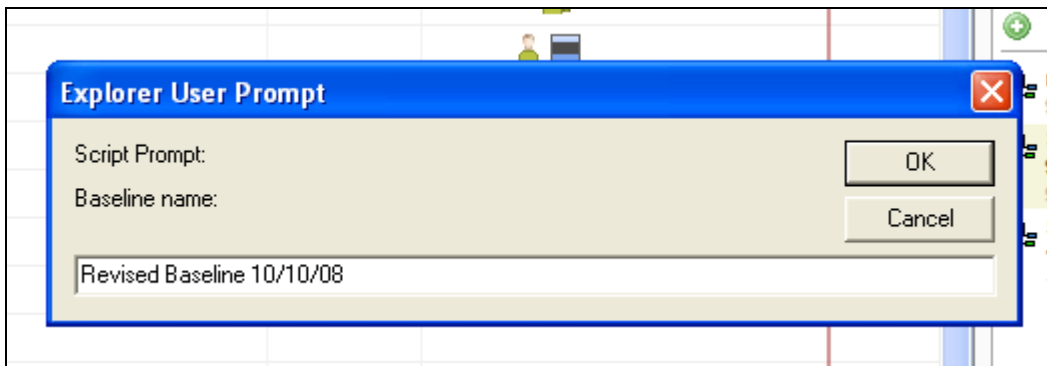 Explorer User Prompt
Script Prompt:
OK
Baseline name:
Cancel
Revised Baseline 10/10/08